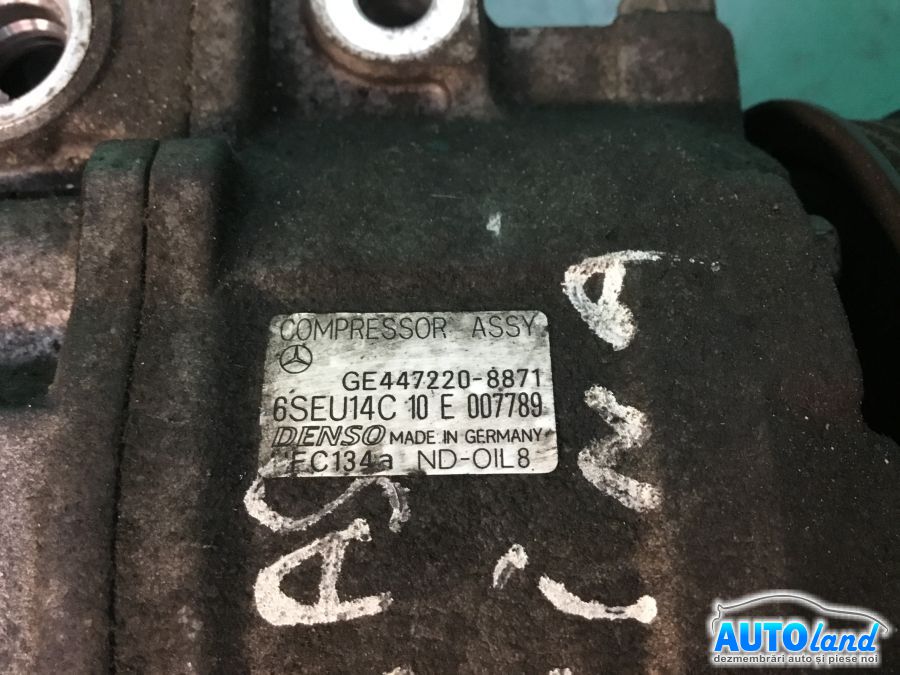 COMPRESSOR ASSY
GE447220-8871
6SEU14C 10 E 007789
DENSO MADE IN GERMANY
HFC134a ND-OIL8
AUTOland
dezmembrări auto și piese noi